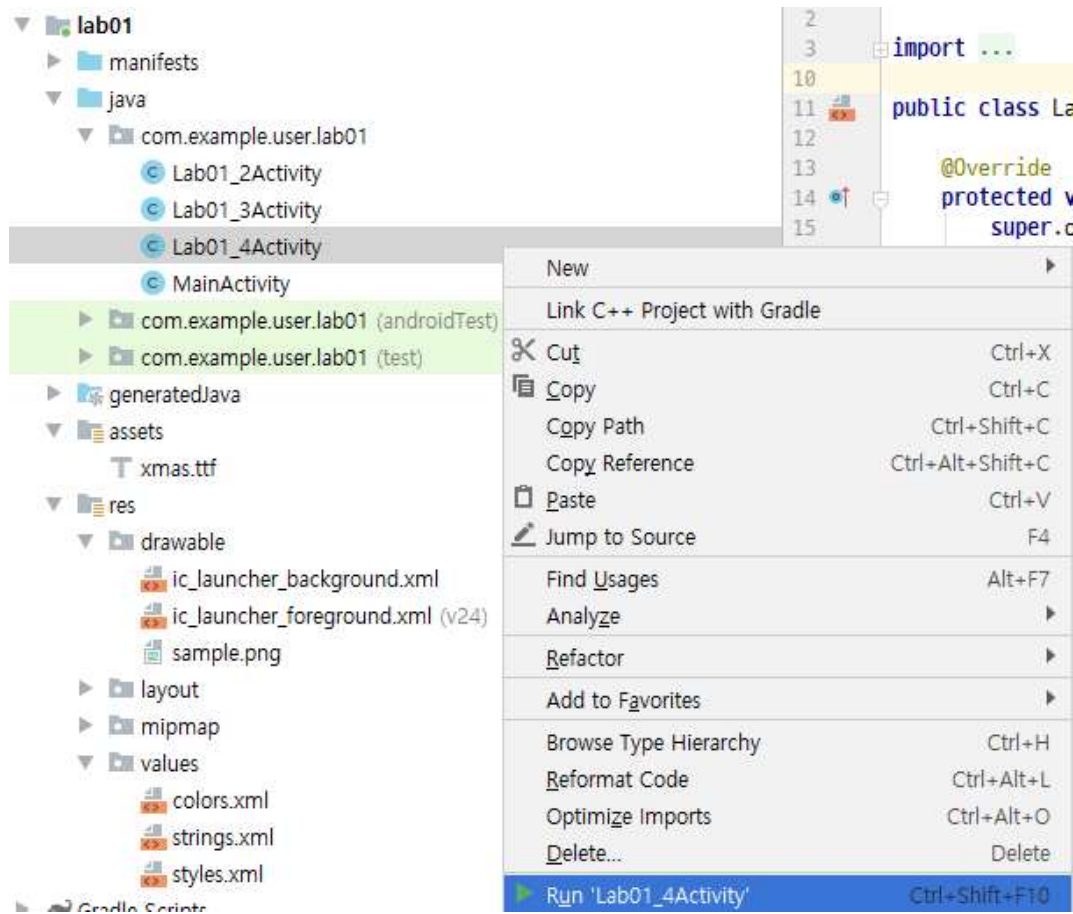 lab01
manifests
java
com.example.user.lab01
Lab01_2Activity
Lab01_3Activity
Lab01_4Activity
MainActivity
com.example.user.lab01 (androidTest)
com.example.user.lab01 (test)
generatedJava
assets
xmas.ttf
res
drawable
ic_launcher_background.xml
ic_launcher_foreground.xml (v24)
sample.png
layout
mipmap
values
colors.xml
strings.xml
styles.xml
Gradle Scripts
2
3 import ...
10
11 public class La
12
13 @Override
14 protected v
15 super.c
New
Link C++ Project with Gradle
Cut Ctrl+X
Copy Ctrl+C
Copy Path Ctrl+Shift+C
Copy Reference Ctrl+Alt+Shift+C
Paste Ctrl+V
Jump to Source F4
Find Usages Alt+F7
Analyze
Refactor
Add to Favorites
Browse Type Hierarchy Ctrl+H
Reformat Code Ctrl+Alt+L
Optimize Imports Ctrl+Alt+O
Delete... Delete
Run 'Lab01_4Activity' Ctrl+Shift+F10